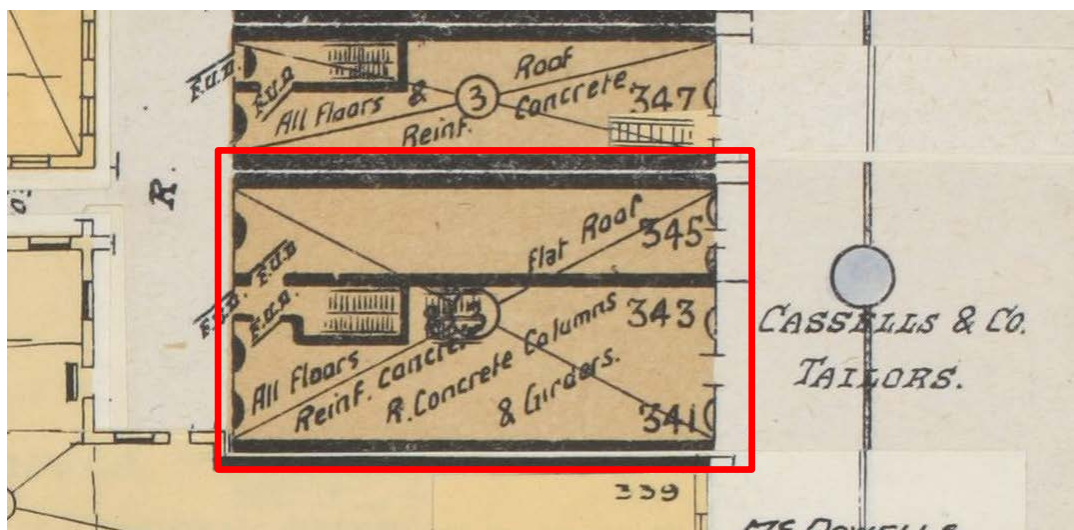 Roof
F.U.D.
F.U.D.
All Floors & 3 Concrete 347
Reinf.
R.
Flat Roof 345
F.U.D.
F.U.D.
F.U.D.
343
All Floors
Reinf. Concrete
R. Concrete Columns
& Girders.
341
CASSELLS & CO.
TAILORS.
339